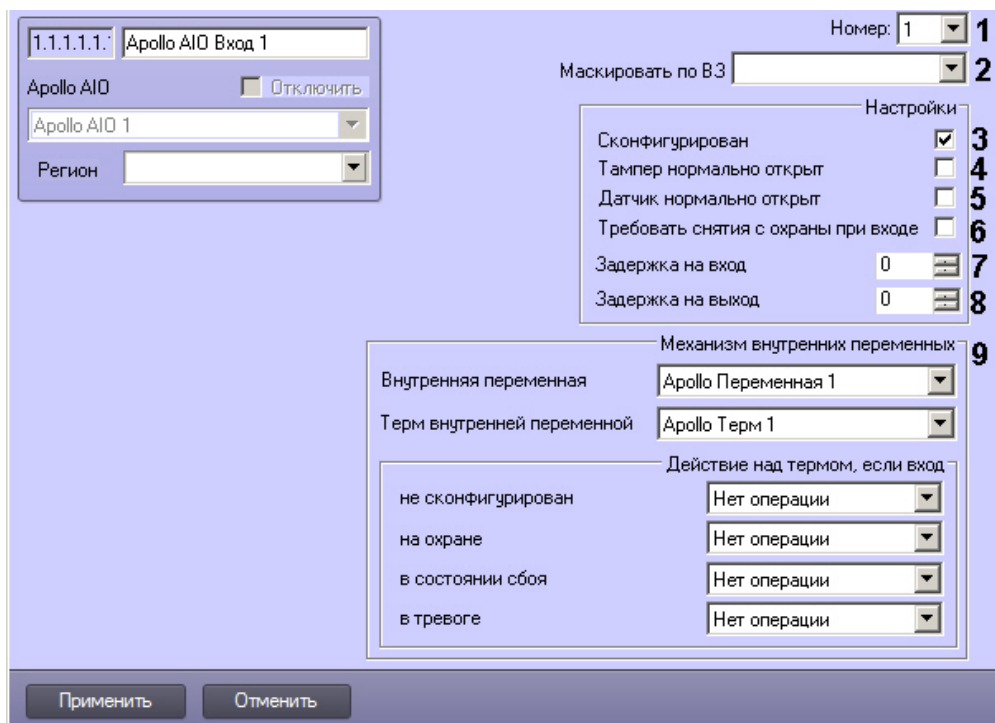 1.1.1.1.1. Apollo AIO Вход 1
Apollo AIO Отключить
Apollo AIO 1
Регион
Номер: 1 1
Маскировать по ВЗ 2
Настройки
Сконфигурирован 3
Тампер нормально открыт 4
Датчик нормально открыт 5
Требовать снятия с охраны при входе 6
Задержка на вход 0 7
Задержка на выход 0 8
Механизм внутренних переменных 9
Внутренняя переменная Apollo Переменная 1
Терм внутренней переменной Apollo Терм 1
Действие над термом, если вход
не сконфигурирован Нет операции
на охране Нет операции
в состоянии сбоя Нет операции
в тревоге Нет операции
Применить Отменить